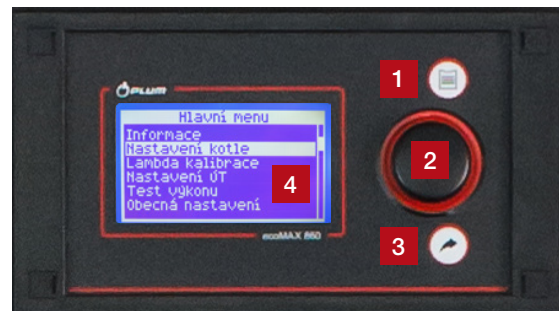 1
PLUM
Hlavní menu
Informace
Nastavení kotle
Lambda kalibrace
Nastavení ÚT
Test výkonu
Obecná nastavení
4
2
ecoMAX 860
3